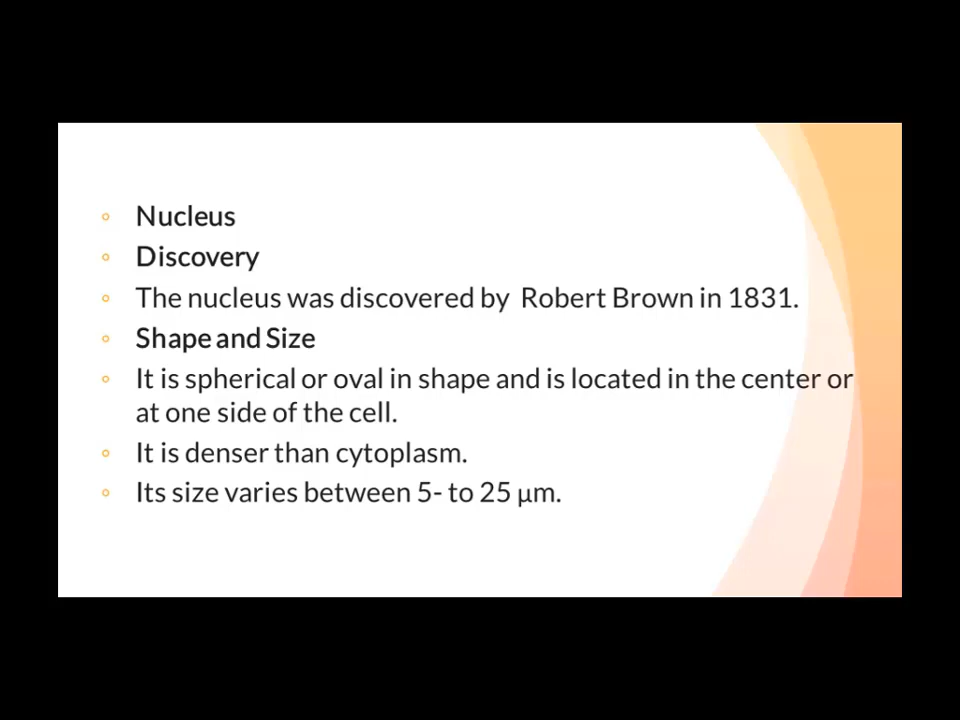 Nucleus
Discovery
The nucleus was discovered by  Robert Brown in 1831.
Shape and Size
It is spherical or oval in shape and is located in the center or
at one side of the cell.
It is denser than cytoplasm.
Its size varies between 5- to 25 µm.